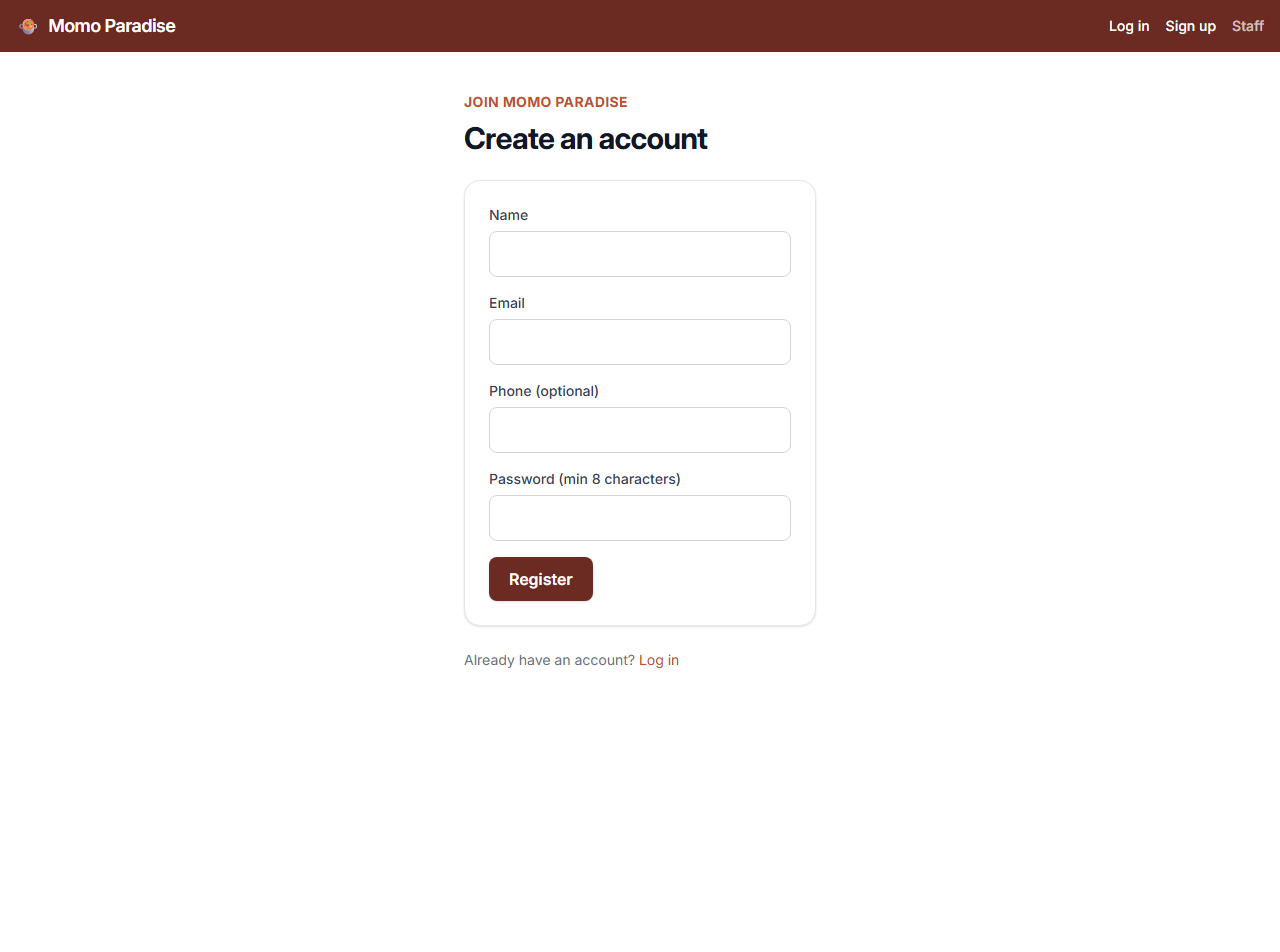 Momo Paradise
Log in
Sign up
Staff
JOIN MOMO PARADISE
Create an account
Name
Email
Phone (optional)
Password (min 8 characters)
Register
Already have an account? Log in